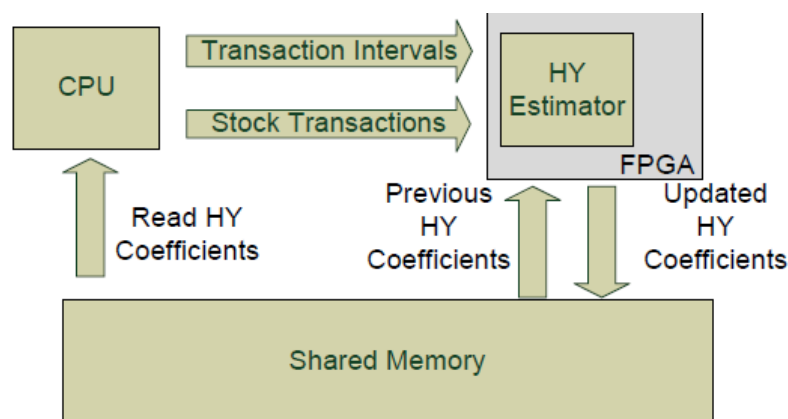 CPU
Transaction Intervals
Stock Transactions
HY
Estimator
FPGA
Read HY
Coefficients
Previous
HY
Coefficients
Updated
HY
Coefficients
Shared Memory